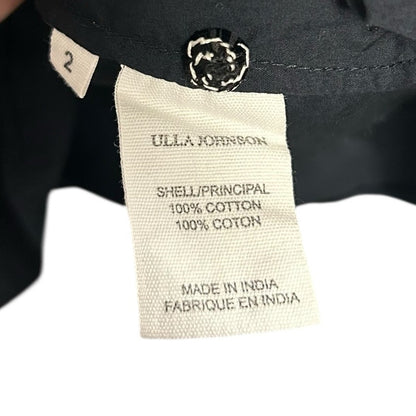 2
ULLA JOHNSON
SHELL/PRINCIPAL
100% COTTON
100% COTON
MADE IN INDIA
FABRIQUE EN INDIA